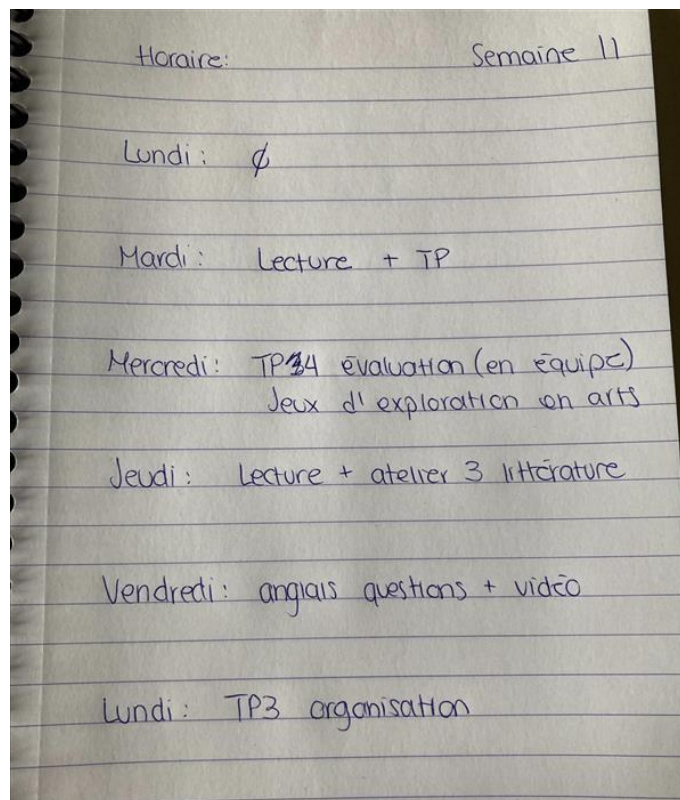 Horaire: Semaine 11
Lundi: ∅
Mardi: Lecture + TP
Mercredi: TP4 évaluation (en équipe)
Jeux d'exploration en arts
Jeudi: Lecture + atelier 3 littérature
Vendredi: anglais questions + vidéo
Lundi: TP3 organisation